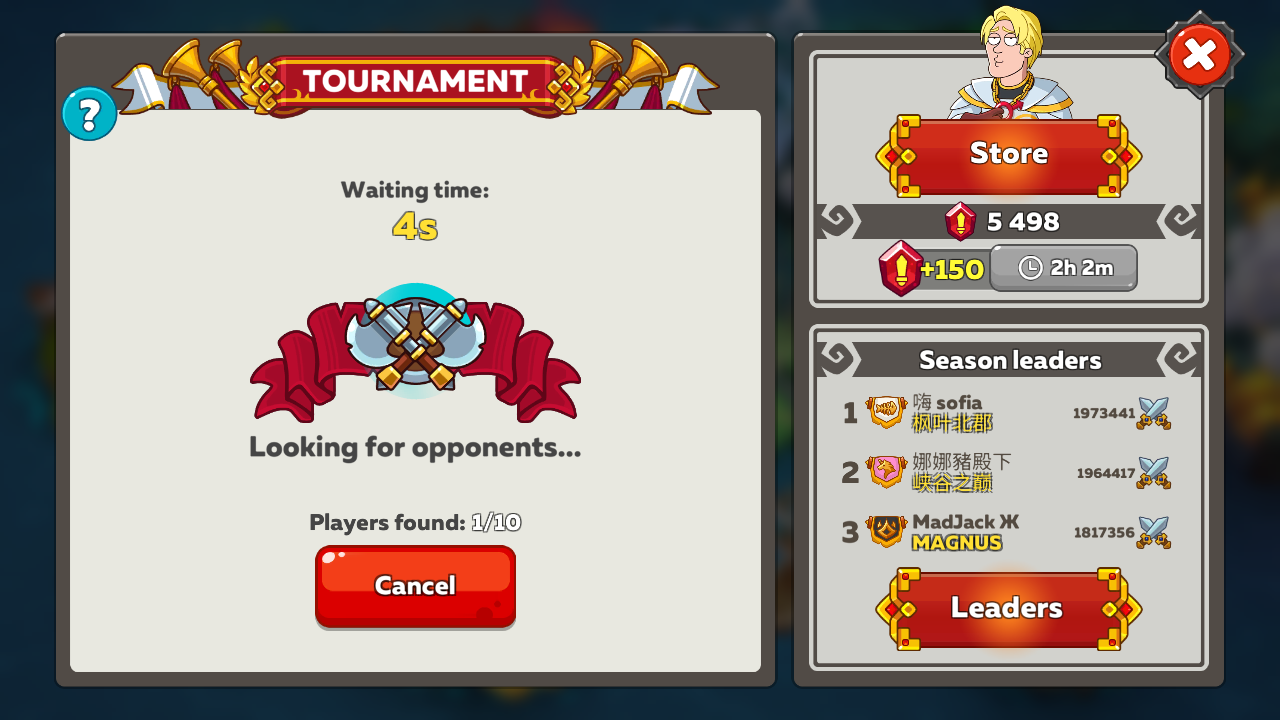 TOURNAMENT
?
Waiting time:
4s
Looking for opponents...
Players found: 1/10
Cancel
Store
5 498
+150
2h 2m
Season leaders
1
嗨 sofia
枫叶北郡
1973441
2
娜娜豬殿下
峡谷之巅
1964417
3
MadJack Ж
MAGNUS
1817356
Leaders